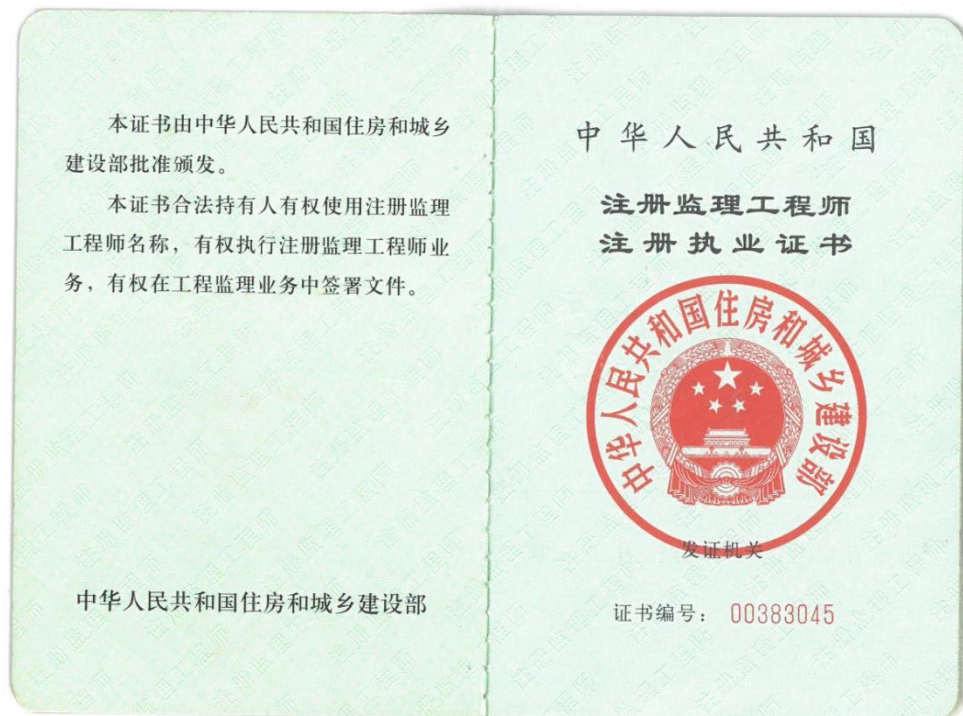 本证书由中华人民共和国住房和城乡
建设部批准颁发。
本证书合法持有人有权使用注册监理
工程师名称，有权执行注册监理工程师业
务，有权在工程监理业务中签署文件。
中华人民共和国住房和城乡建设部
中华人民共和国
注册监理工程师
注册执业证书
中华人民共和国住房和城乡建设部
发证机关
证书编号： 00383045